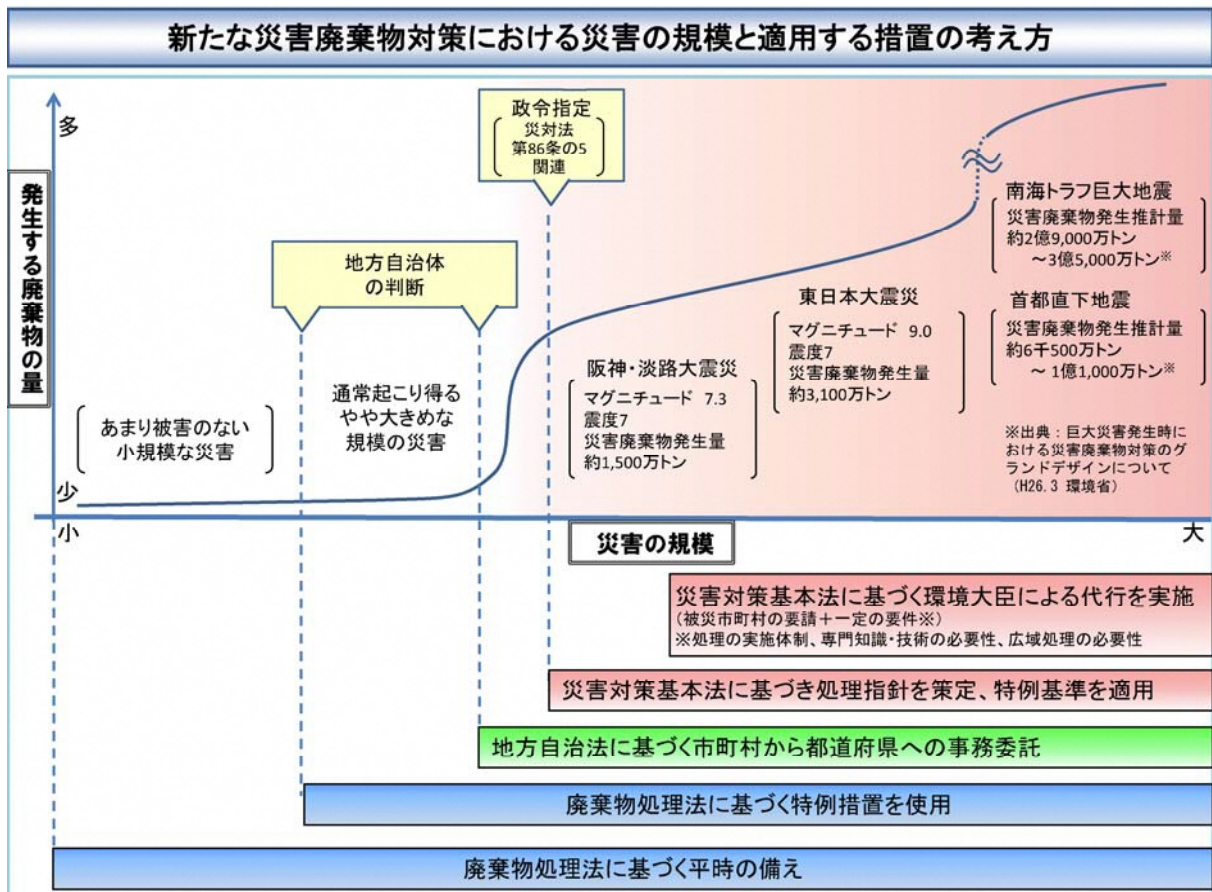 新たな災害廃棄物対策における災害の規模と適用する措置の考え方
多
発生する廃棄物の量
少
小
政令指定
災対法
第86条の5
関連
地方自治体
の判断
あまり被害のない
小規模な災害
通常起こり得る
やや大きめな
規模の災害
阪神・淡路大震災
マグニチュード 7.3
震度7
災害廃棄物発生量
約1,500万トン
東日本大震災
マグニチュード 9.0
震度7
災害廃棄物発生量
約3,100万トン
南海トラフ巨大地震
災害廃棄物発生推計量
約2億9,000万トン
～3億5,000万トン※
首都直下地震
災害廃棄物発生推計量
約6千500万トン
～ 1億1,000万トン※
※出典：巨大災害発生時に
おける災害廃棄物対策のグ
ランドデザインについて
（H26.3 環境省）
災害の規模
大
災害対策基本法に基づく環境大臣による代行を実施
(被災市町村の要請＋一定の要件※)
※処理の実施体制、専門知識・技術の必要性、広域処理の必要性
災害対策基本法に基づき処理指針を策定、特例基準を適用
地方自治法に基づく市町村から都道府県への事務委託
廃棄物処理法に基づく特例措置を使用
廃棄物処理法に基づく平時の備え